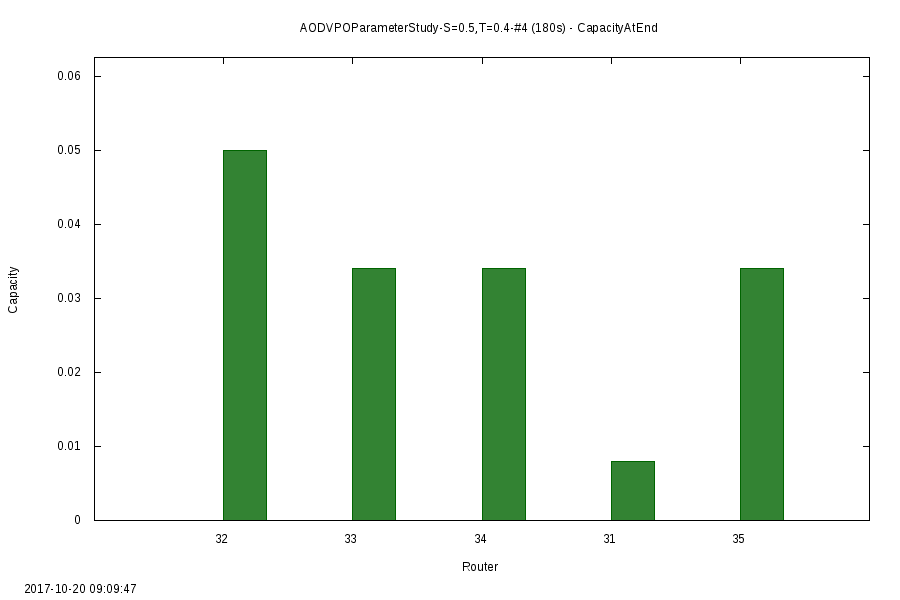 AODVPOParameterStudy-S=0.5,T=0.4-#4 (180s) - CapacityAtEnd
0.06
0.05
0.04
0.03
0.02
0.01
0
Capacity
32 33 34 31 35
Router
2017-10-20 09:09:47